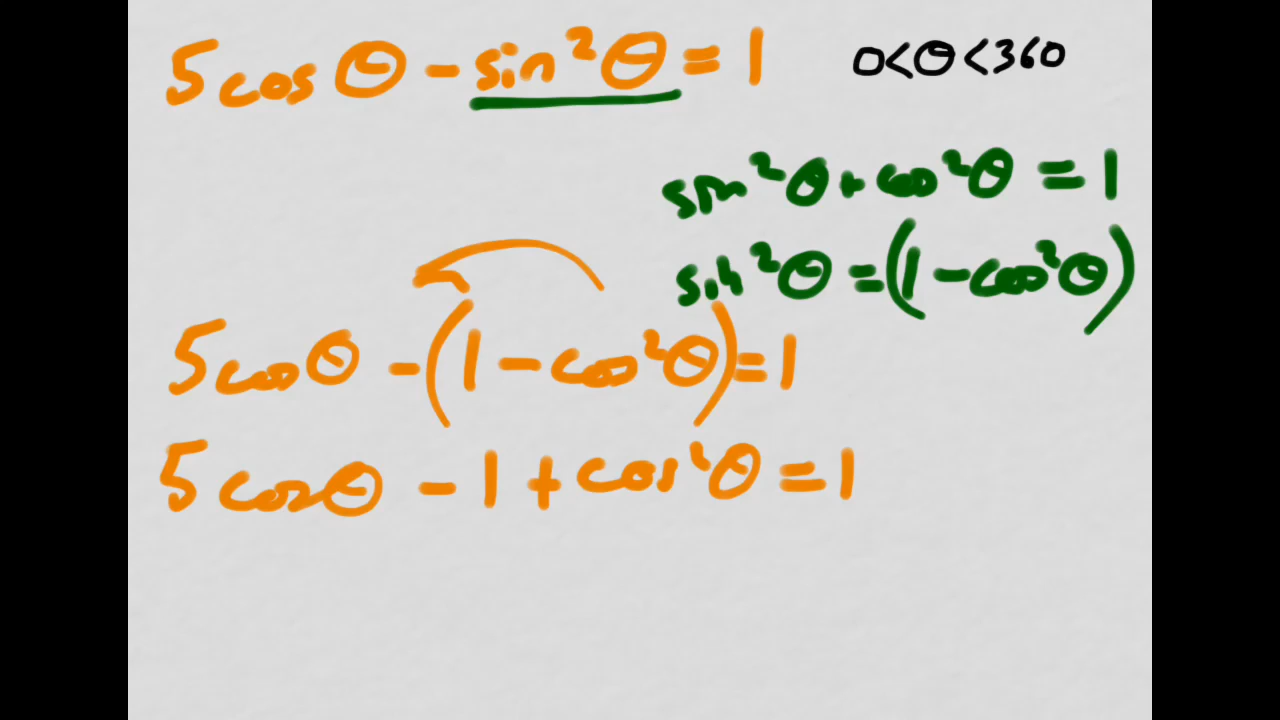 5cosθ - sin²θ = 1 0<θ<360
sin²θ + cos²θ = 1
sin²θ = (1 - cos²θ)
5cosθ - (1 - cos²θ) = 1
5cosθ - 1 + cos²θ = 1